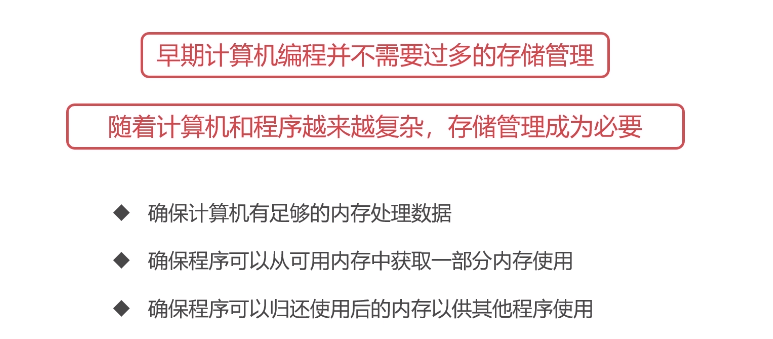 早期计算机编程并不需要过多的存储管理
随着计算机和程序越来越复杂，存储管理成为必要
确保计算机有足够的内存处理数据
确保程序可以从可用内存中获取一部分内存使用
确保程序可以归还使用后的内存以供其他程序使用